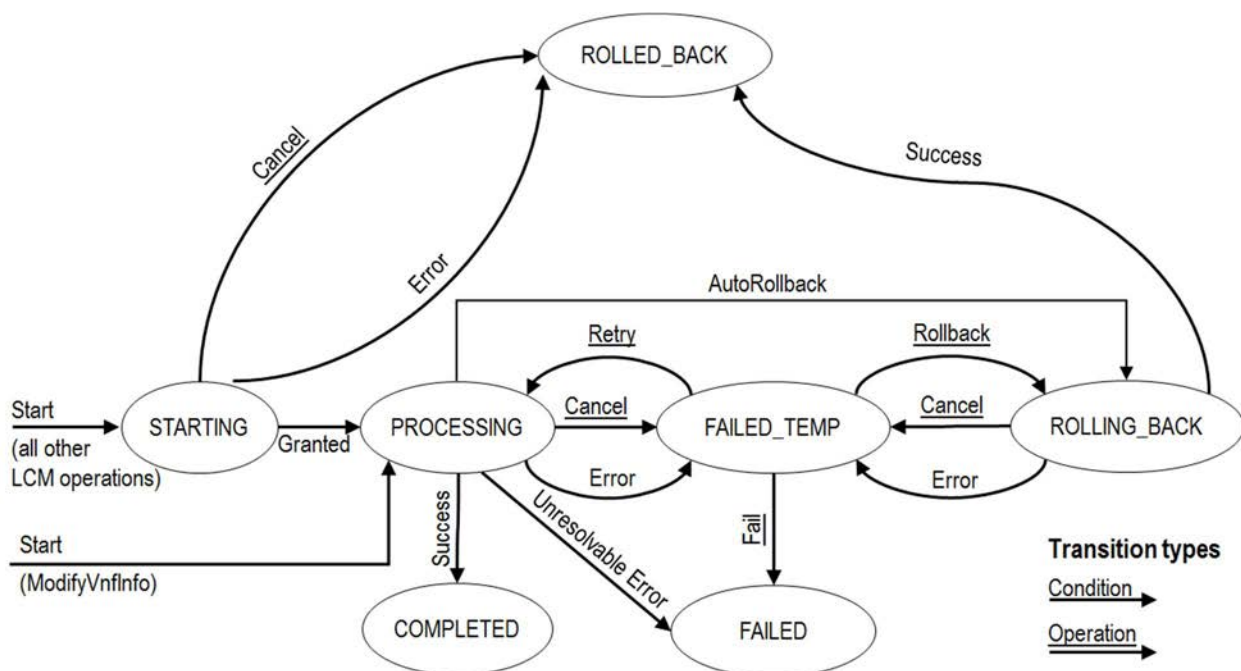 ROLLED_BACK
Cancel
Success
Error
AutoRollback
Retry
Rollback
Start
(all other
LCM operations)
STARTING
Granted
PROCESSING
Cancel
FAILED_TEMP
Cancel
ROLLING_BACK
Error
Error
Success
Unresolvable Error
Fail
Start
(ModifyVnfInfo)
Transition types
Condition
Operation
COMPLETED
FAILED